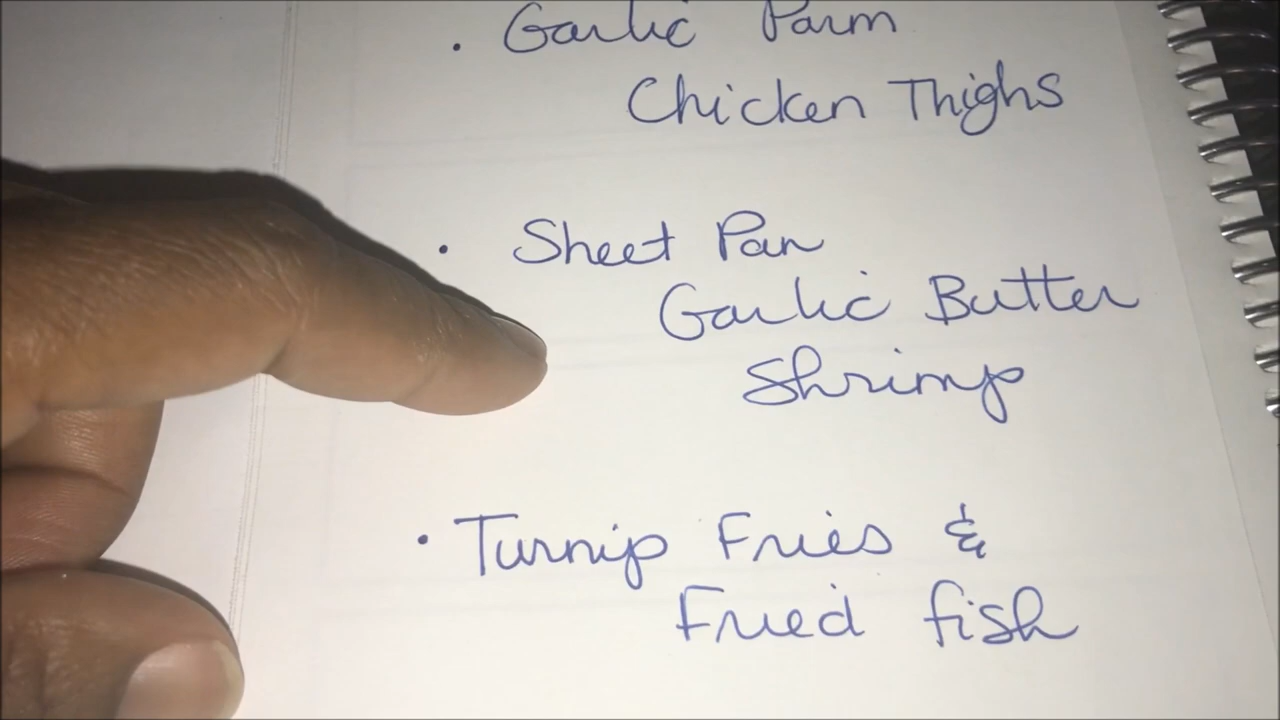 · Garlic Parm
Chicken Thighs
· Sheet Pan
Garlic Butter
Shrimp
· Turnip Fries &
Fried fish